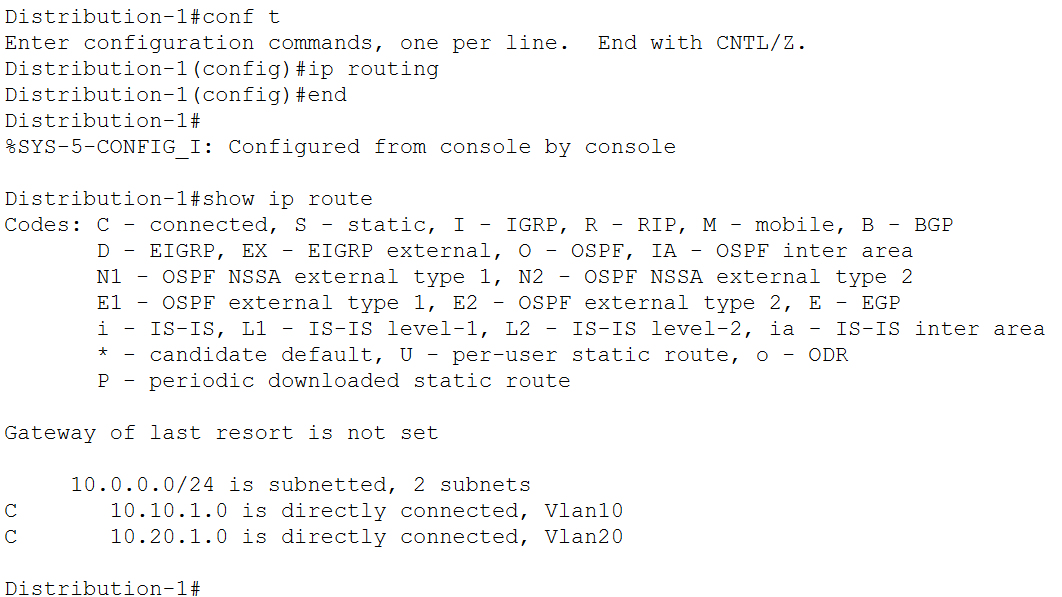 Distribution-1#conf t
Enter configuration commands, one per line.  End with CNTL/Z.
Distribution-1(config)#ip routing
Distribution-1(config)#end
Distribution-1#
%SYS-5-CONFIG_I: Configured from console by console

Distribution-1#show ip route
Codes: C - connected, S - static, I - IGRP, R - RIP, M - mobile, B - BGP
       D - EIGRP, EX - EIGRP external, O - OSPF, IA - OSPF inter area
       N1 - OSPF NSSA external type 1, N2 - OSPF NSSA external type 2
       E1 - OSPF external type 1, E2 - OSPF external type 2, E - EGP
       i - IS-IS, L1 - IS-IS level-1, L2 - IS-IS level-2, ia - IS-IS inter area
       * - candidate default, U - per-user static route, o - ODR
       P - periodic downloaded static route

Gateway of last resort is not set

     10.0.0.0/24 is subnetted, 2 subnets
C       10.10.1.0 is directly connected, Vlan10
C       10.20.1.0 is directly connected, Vlan20

Distribution-1#